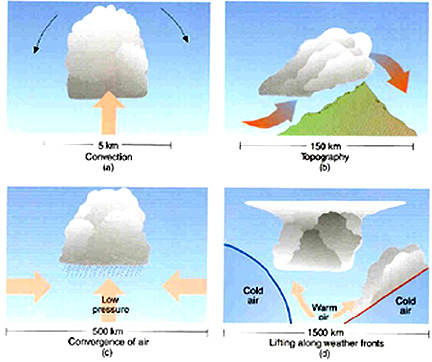 5 km
Convection
(a)
150 km
Topography
(b)
Low
pressure
500 km
Convergence of air
(c)
Cold
air
Warm
air
Cold
air
1500 km
Lifting along weather fronts
(d)